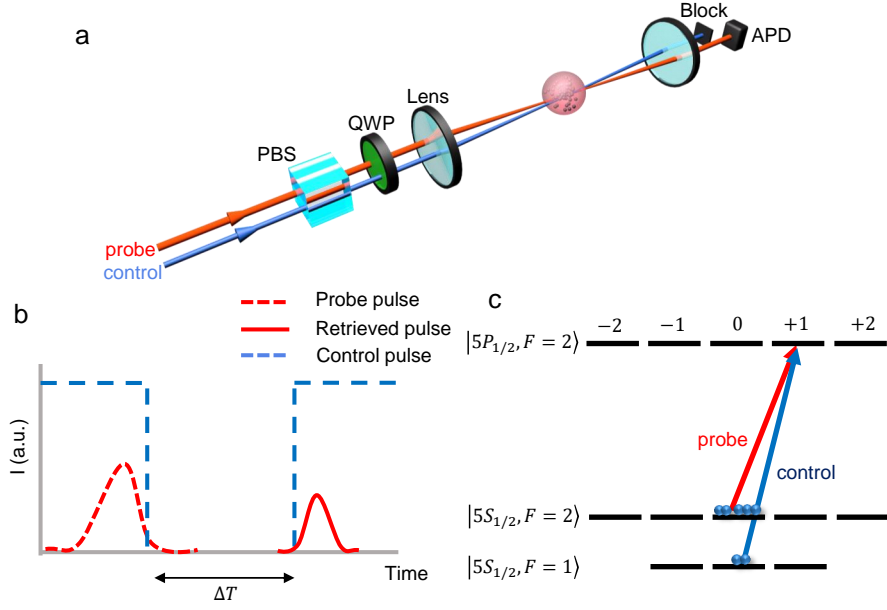 a
Block
APD
Lens
QWP
PBS
probe
control
b
Probe pulse
Retrieved pulse
Control pulse
I (a.u.)
Time
ΔT
c
−2 −1 0 +1 +2
|5P₁/₂, F = 2⟩
probe
control
|5S₁/₂, F = 2⟩
|5S₁/₂, F = 1⟩